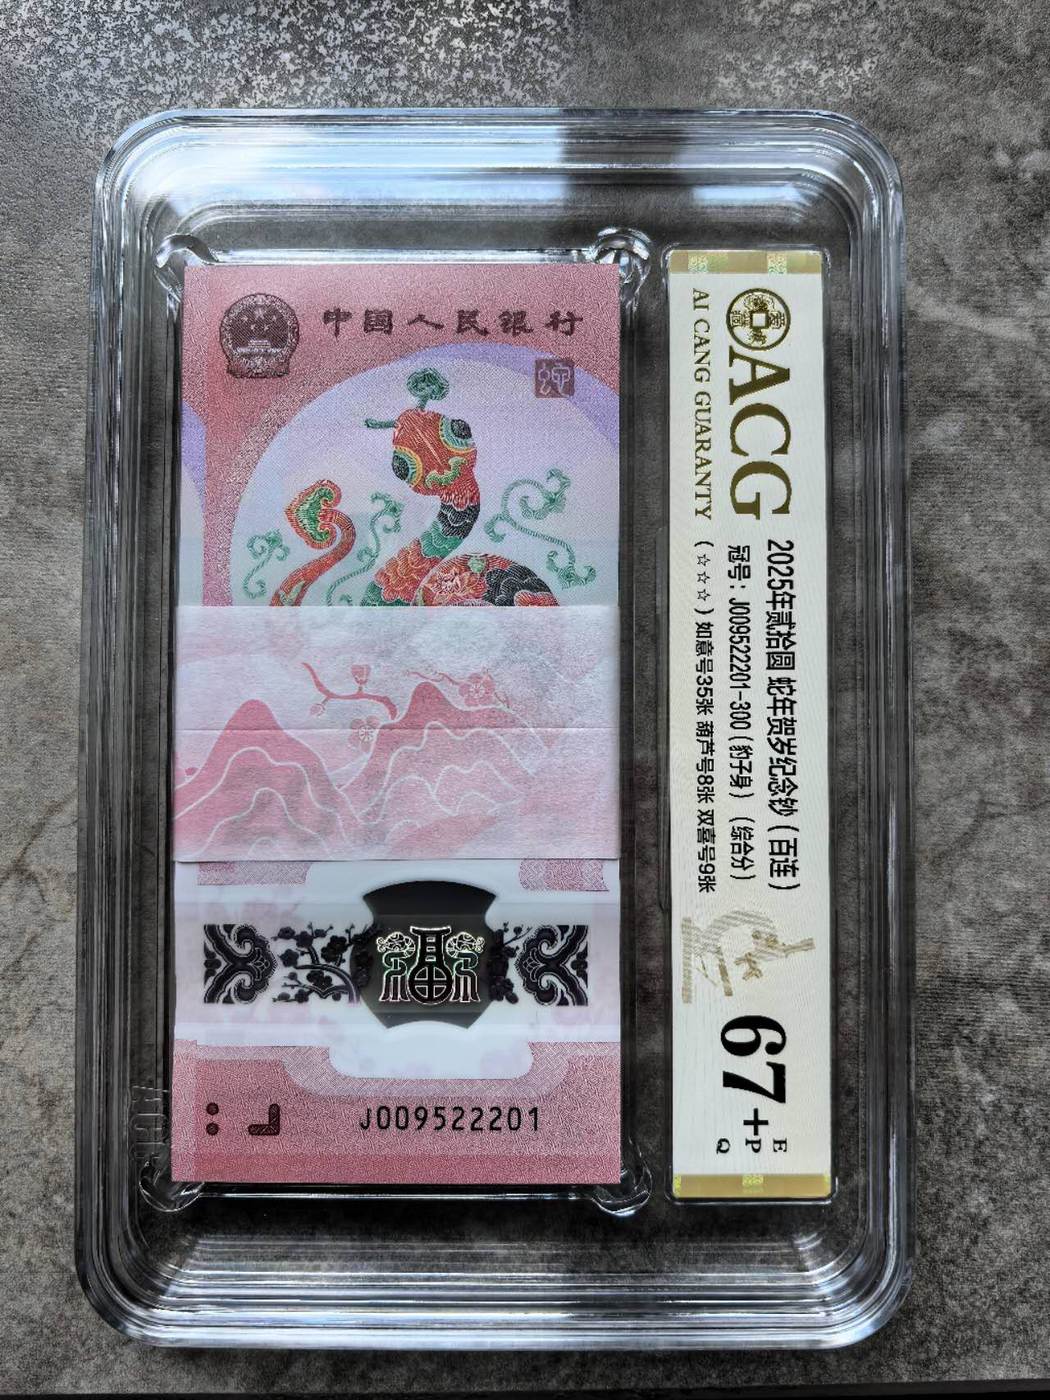 中国人民银行
J009522201
ACG
AI CANG GUARANTY
2025年贰拾圆 蛇年贺岁纪念钞（百连）
冠号：J009522201-300（豹子身）（综合分）
（☆☆☆）如意号35张 葫芦号8张 双喜号9张
67+
E
P
Q